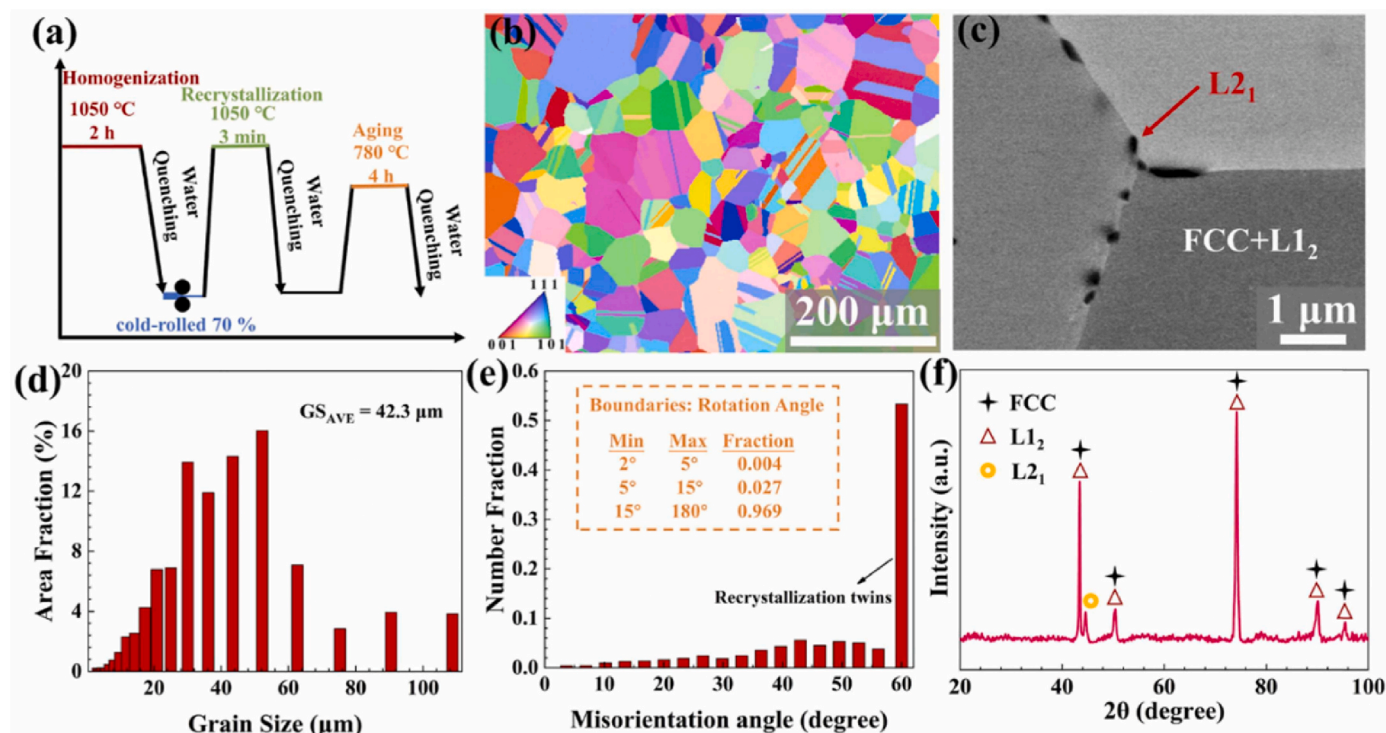 (a)
Homogenization
1050 °C
2 h
Water
Quenching
cold-rolled 70 %
Recrystallization
1050 °C
3 min
Water
Quenching
Aging
780 °C
4 h
Water
Quenching
(b)
111
001 101
200 μm
(c)
L2₁
FCC+L1₂
1 μm
(d)
GS_AVE = 42.3 μm
Area Fraction (%)
20
16
12
8
4
0
20 40 60 80 100
Grain Size (μm)
(e)
Number Fraction
0.6
0.5
0.4
0.3
0.2
0.1
0.0
Boundaries: Rotation Angle
Min Max Fraction
2° 5° 0.004
5° 15° 0.027
15° 180° 0.969
Recrystallization twins
0 10 20 30 40 50 60
Misorientation angle (degree)
(f)
FCC
L1₂
L2₁
Intensity (a.u.)
20 40 60 80 100
2θ (degree)